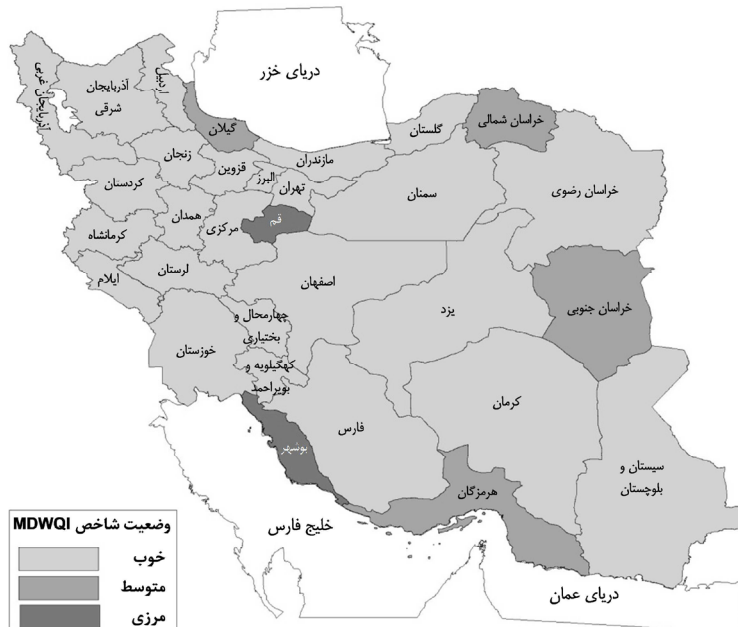 دریای خزر
آذربایجان غربی
آذربایجان
شرقی
اردبیل
گیلان
گلستان
خراسان شمالی
زنجان
قزوین
مازندران
البرز
تهران
سمنان
خراسان رضوی
کردستان
همدان
مرکزی
قم
کرمانشاه
لرستان
ایلام
اصفهان
یزد
خراسان جنوبی
چهارمحال و
بختیاری
خوزستان
کهگیلویه و
بویراحمد
فارس
کرمان
بوشهر
هرمزگان
سیستان و
بلوچستان
خلیج فارس
دریای عمان
وضعیت شاخص MDWQI
خوب
متوسط
مرزی